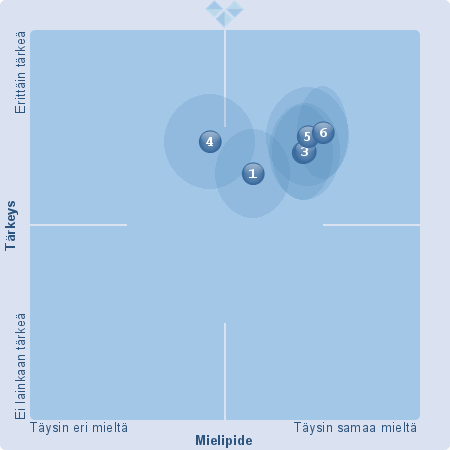 Erittäin tärkeä
Tärkeys
Ei lainkaan tärkeä
4
5
6
3
1
Täysin eri mieltä
Täysin samaa mieltä
Mielipide